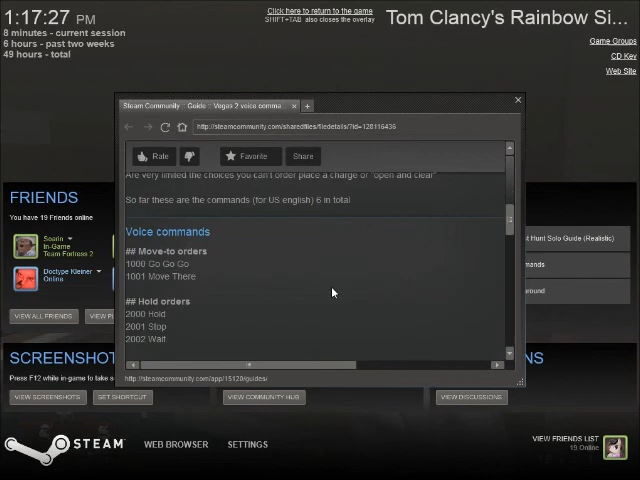 1:17:27 PM
8 minutes - current session
6 hours - past two weeks
49 hours - total
Click here to return to the game
SHIFT+TAB also closes the overlay
Tom Clancy's Rainbow Si...
Game Groups
CD Key
Web Site
Steam Community :: Guide :: Vegas 2 voice comma...
http://steamcommunity.com/sharedfiles/filedetails/?id=128116436
Rate
Favorite
Share
Are very limited the choices you can't order place a charge or "open and clear"
So far these are the commands (for US english) 6 in total
Voice commands
## Move-to orders
1000 Go Go Go
1001 Move There
## Hold orders
2000 Hold
2001 Stop
2002 Wait
http://steamcommunity.com/app/15120/guides/
FRIENDS
You have 19 Friends online
Soarin
In-Game
Team Fortress 2
Doctype Kleiner
Online
VIEW ALL FRIENDS
VIEW PL
t Hunt Solo Guide (Realistic)
mands
around
SCREENSHOT
Press F12 while in-game to take s
VIEW SCREENSHOTS
SET SHORTCUT
VIEW COMMUNITY HUB
NS
VIEW DISCUSSIONS
STEAM
WEB BROWSER
SETTINGS
VIEW FRIENDS LIST
19 Online